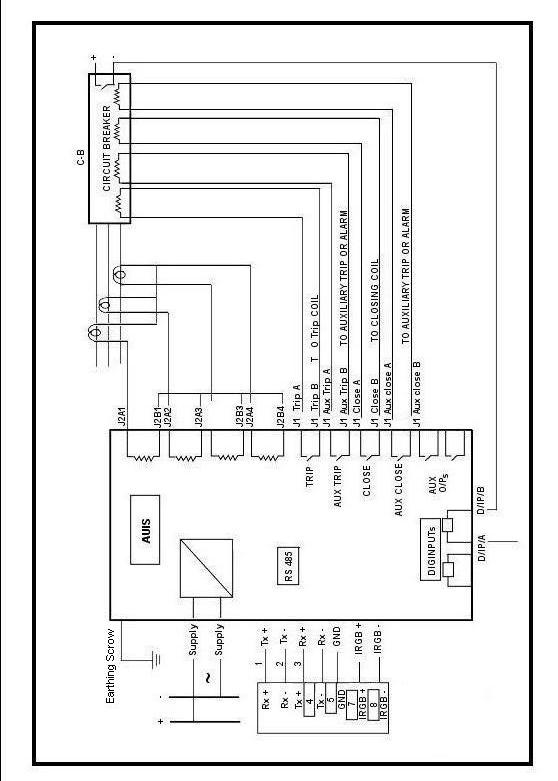 +
-
C-B
CIRCUIT BREAKER
J2A1
J2B1
J2A2
J2A3
J2B3
J2A4
J2B4
J1 Trip A
J1 Trip B T O Trip COIL
J1 Aux Trip A
J1 Aux Trip B TO AUXILIARY TRIP OR ALARM
J1 Close A
J1 Close B TO CLOSING COIL
J1 Aux close A
J1 Aux close B TO AUXILIARY TRIP OR ALARM
TRIP
AUX TRIP
CLOSE
AUX CLOSE
AUX
O/Ps
AUIS
RS 485
DIGINPUTs
D/IP/B
D/IP/A
Earthing Screw
Supply
Supply
-
+
~
1
2
3
Tx +
Tx -
Rx +
Rx -
GND
IRGB +
IRGB -
Rx +
Rx -
Tx +
4
Tx -
5
GND
7
IRGB+
8
IRGB -